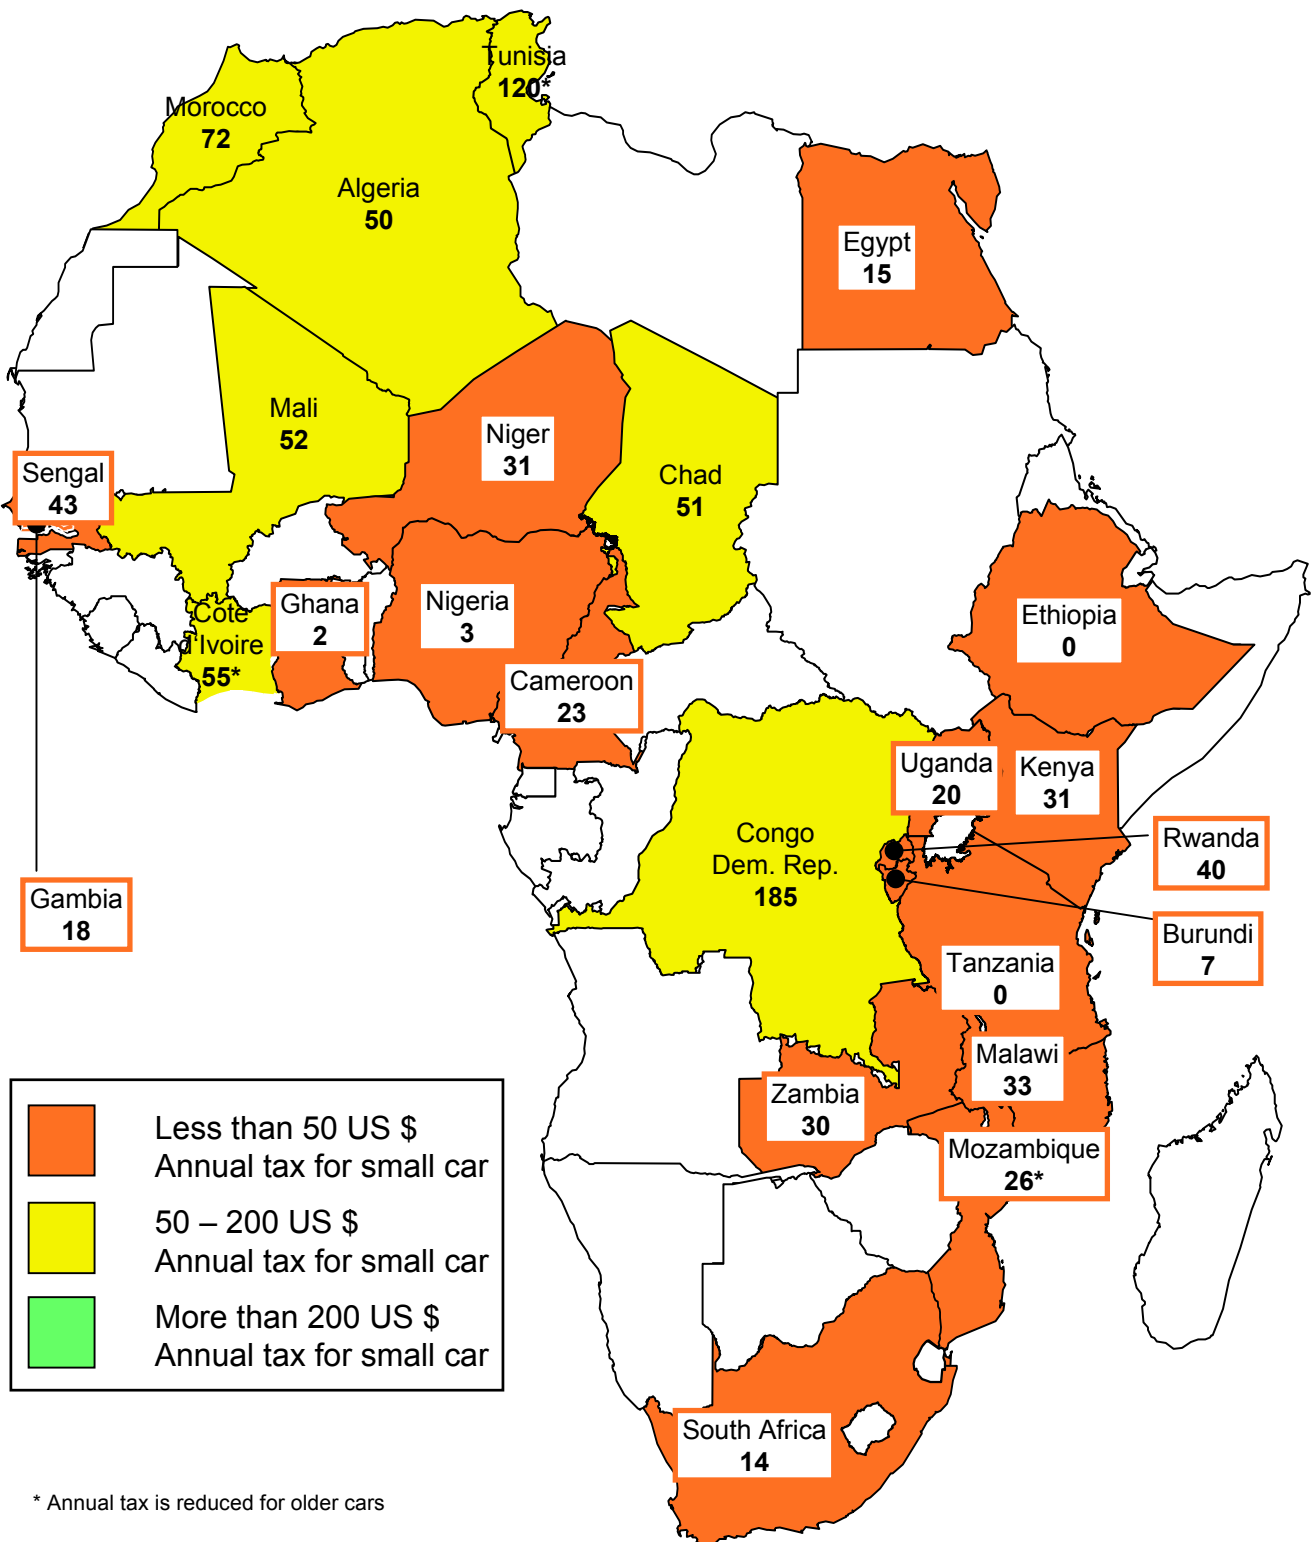 Tunisia
120*
Morocco
72
Algeria
50
Egypt
15
Mali
52
Niger
31
Chad
51
Sengal
43
Ghana
2
Nigeria
3
Cote
d'Ivoire
55*
Cameroon
23
Ethiopia
0
Uganda
20
Kenya
31
Congo
Dem. Rep.
185
Rwanda
40
Gambia
18
Burundi
7
Tanzania
0
Malawi
33
Zambia
30
Mozambique
26*
South Africa
14
Less than 50 US $
Annual tax for small car
50 – 200 US $
Annual tax for small car
More than 200 US $
Annual tax for small car
* Annual tax is reduced for older cars